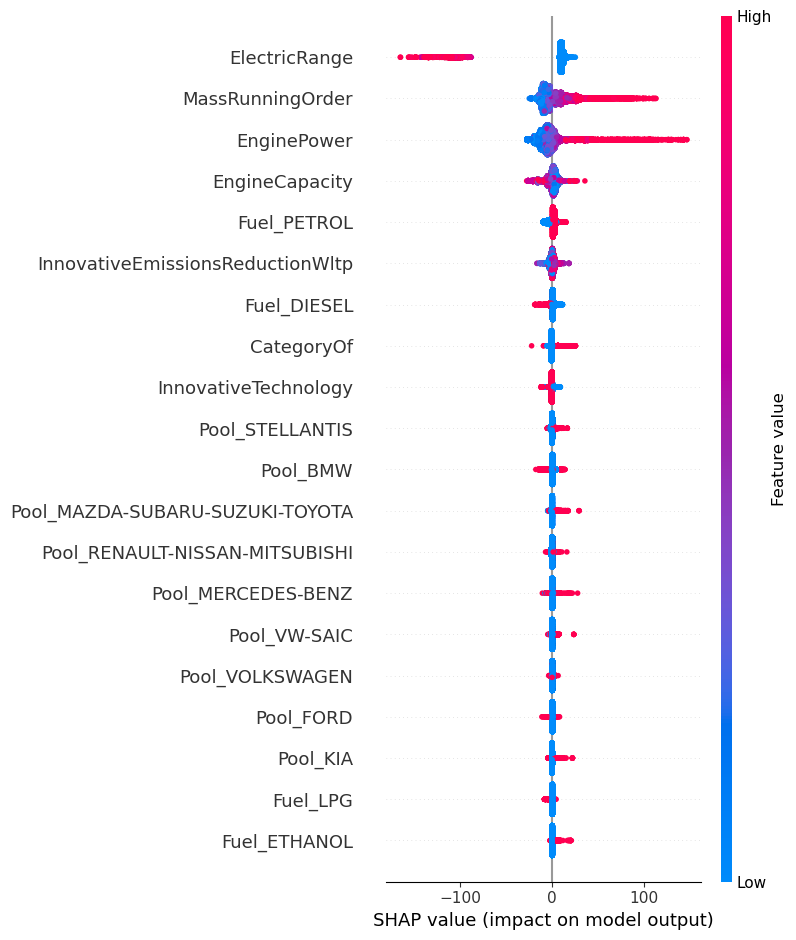 High
ElectricRange
MassRunningOrder
EnginePower
EngineCapacity
Fuel_PETROL
InnovativeEmissionsReductionWltp
Fuel_DIESEL
CategoryOf
InnovativeTechnology
Pool_STELLANTIS
Pool_BMW
Pool_MAZDA-SUBARU-SUZUKI-TOYOTA
Pool_RENAULT-NISSAN-MITSUBISHI
Pool_MERCEDES-BENZ
Pool_VW-SAIC
Pool_VOLKSWAGEN
Pool_FORD
Pool_KIA
Fuel_LPG
Fuel_ETHANOL
Feature value
Low
−100 0 100
SHAP value (impact on model output)